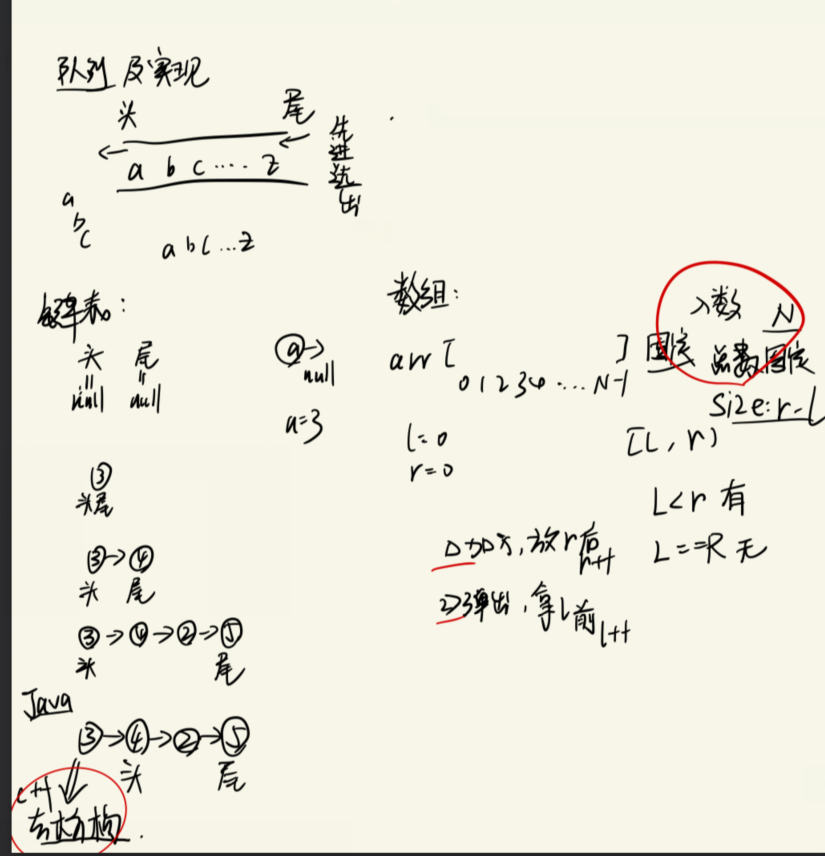 队列及实现
头 尾
先进先出
a b c .... z
a
b
c
a b c ... z
链表:
头 尾
null null
a
null
a=3
③
头尾
③→④
头 尾
③→④→②→⑤
头 尾
Java
③→④→②→⑤
头 尾
c++
数组:
arr [ ] 固定
0 1 2 3 4 ... N-1
入数 N
总数固定
size: r-l
l=0
r=0
[L, r)
L<r 有
L==R 无
1>加入,放r后 r++
2>弹出,拿l前 l++